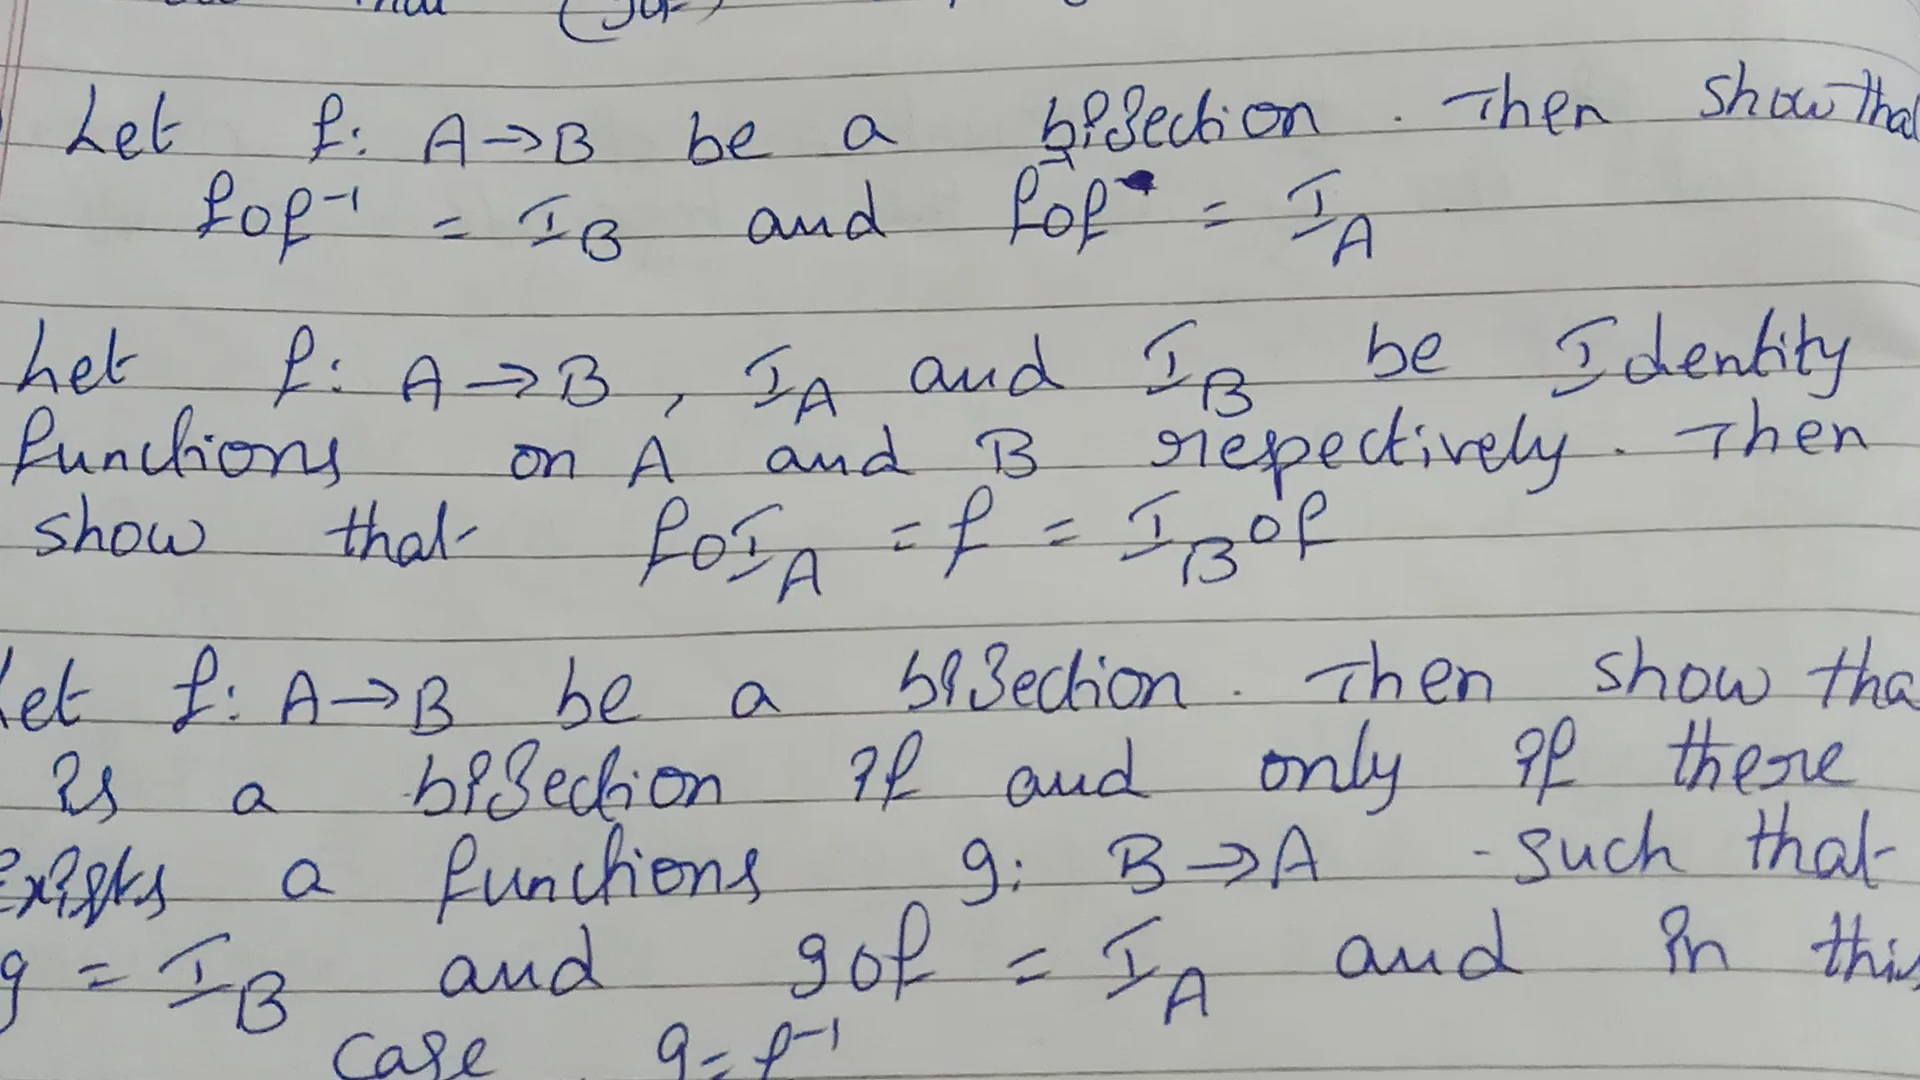 Let f: A→B be a bijection. Then show that
fof⁻¹ = I_B and f⁻¹of = I_A
Let f: A→B, I_A and I_B be Identity
functions on A and B respectively. Then
show that foI_A = f = I_Bof
Let f: A→B be a bijection. Then show tha
is a bijection if and only if there
exists a functions g: B→A such that
g = I_B and gof = I_A and in this
case g=f⁻¹